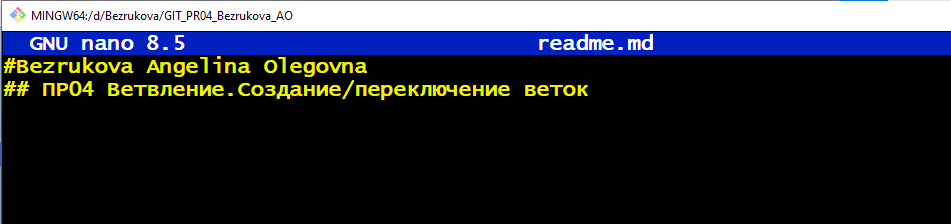 MINGW64:/d/Bezrukova/GIT_PR04_Bezrukova_AO
GNU nano 8.5 readme.md
#Bezrukova Angelina Olegovna
## ПР04 Ветвление.Создание/переключение веток